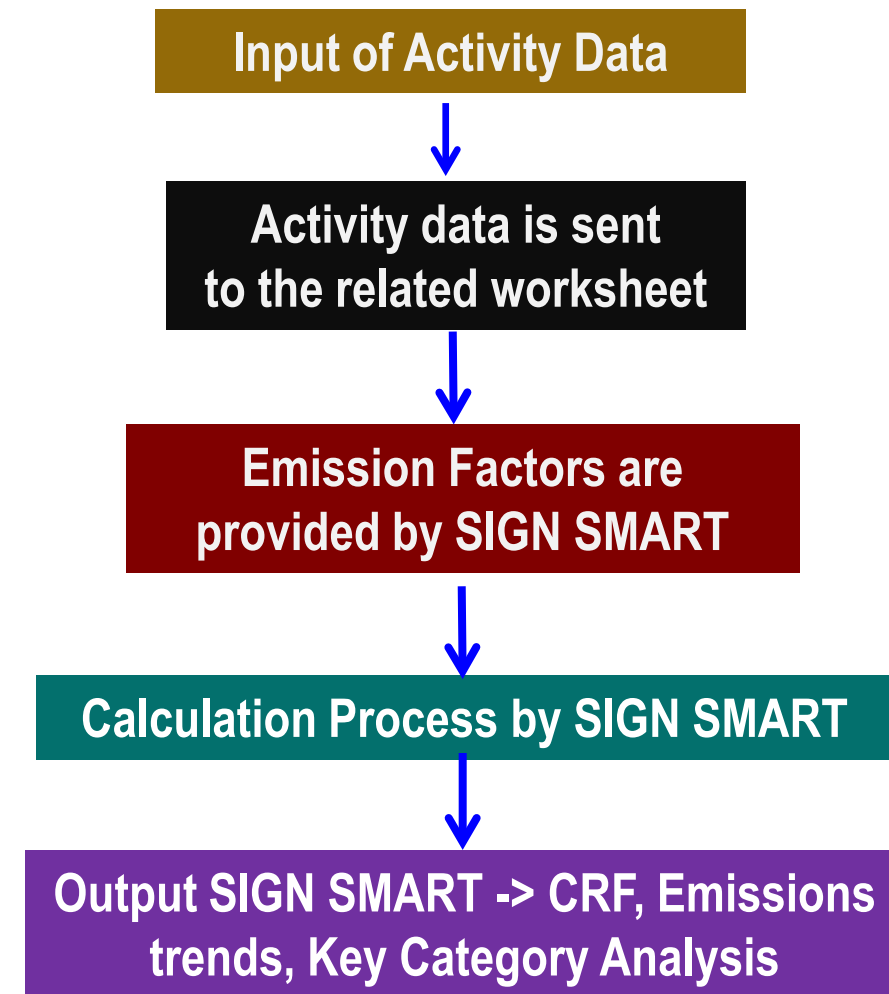 Input of Activity Data
Activity data is sent
to the related worksheet
Emission Factors are
provided by SIGN SMART
Calculation Process by SIGN SMART
Output SIGN SMART -> CRF, Emissions
trends, Key Category Analysis